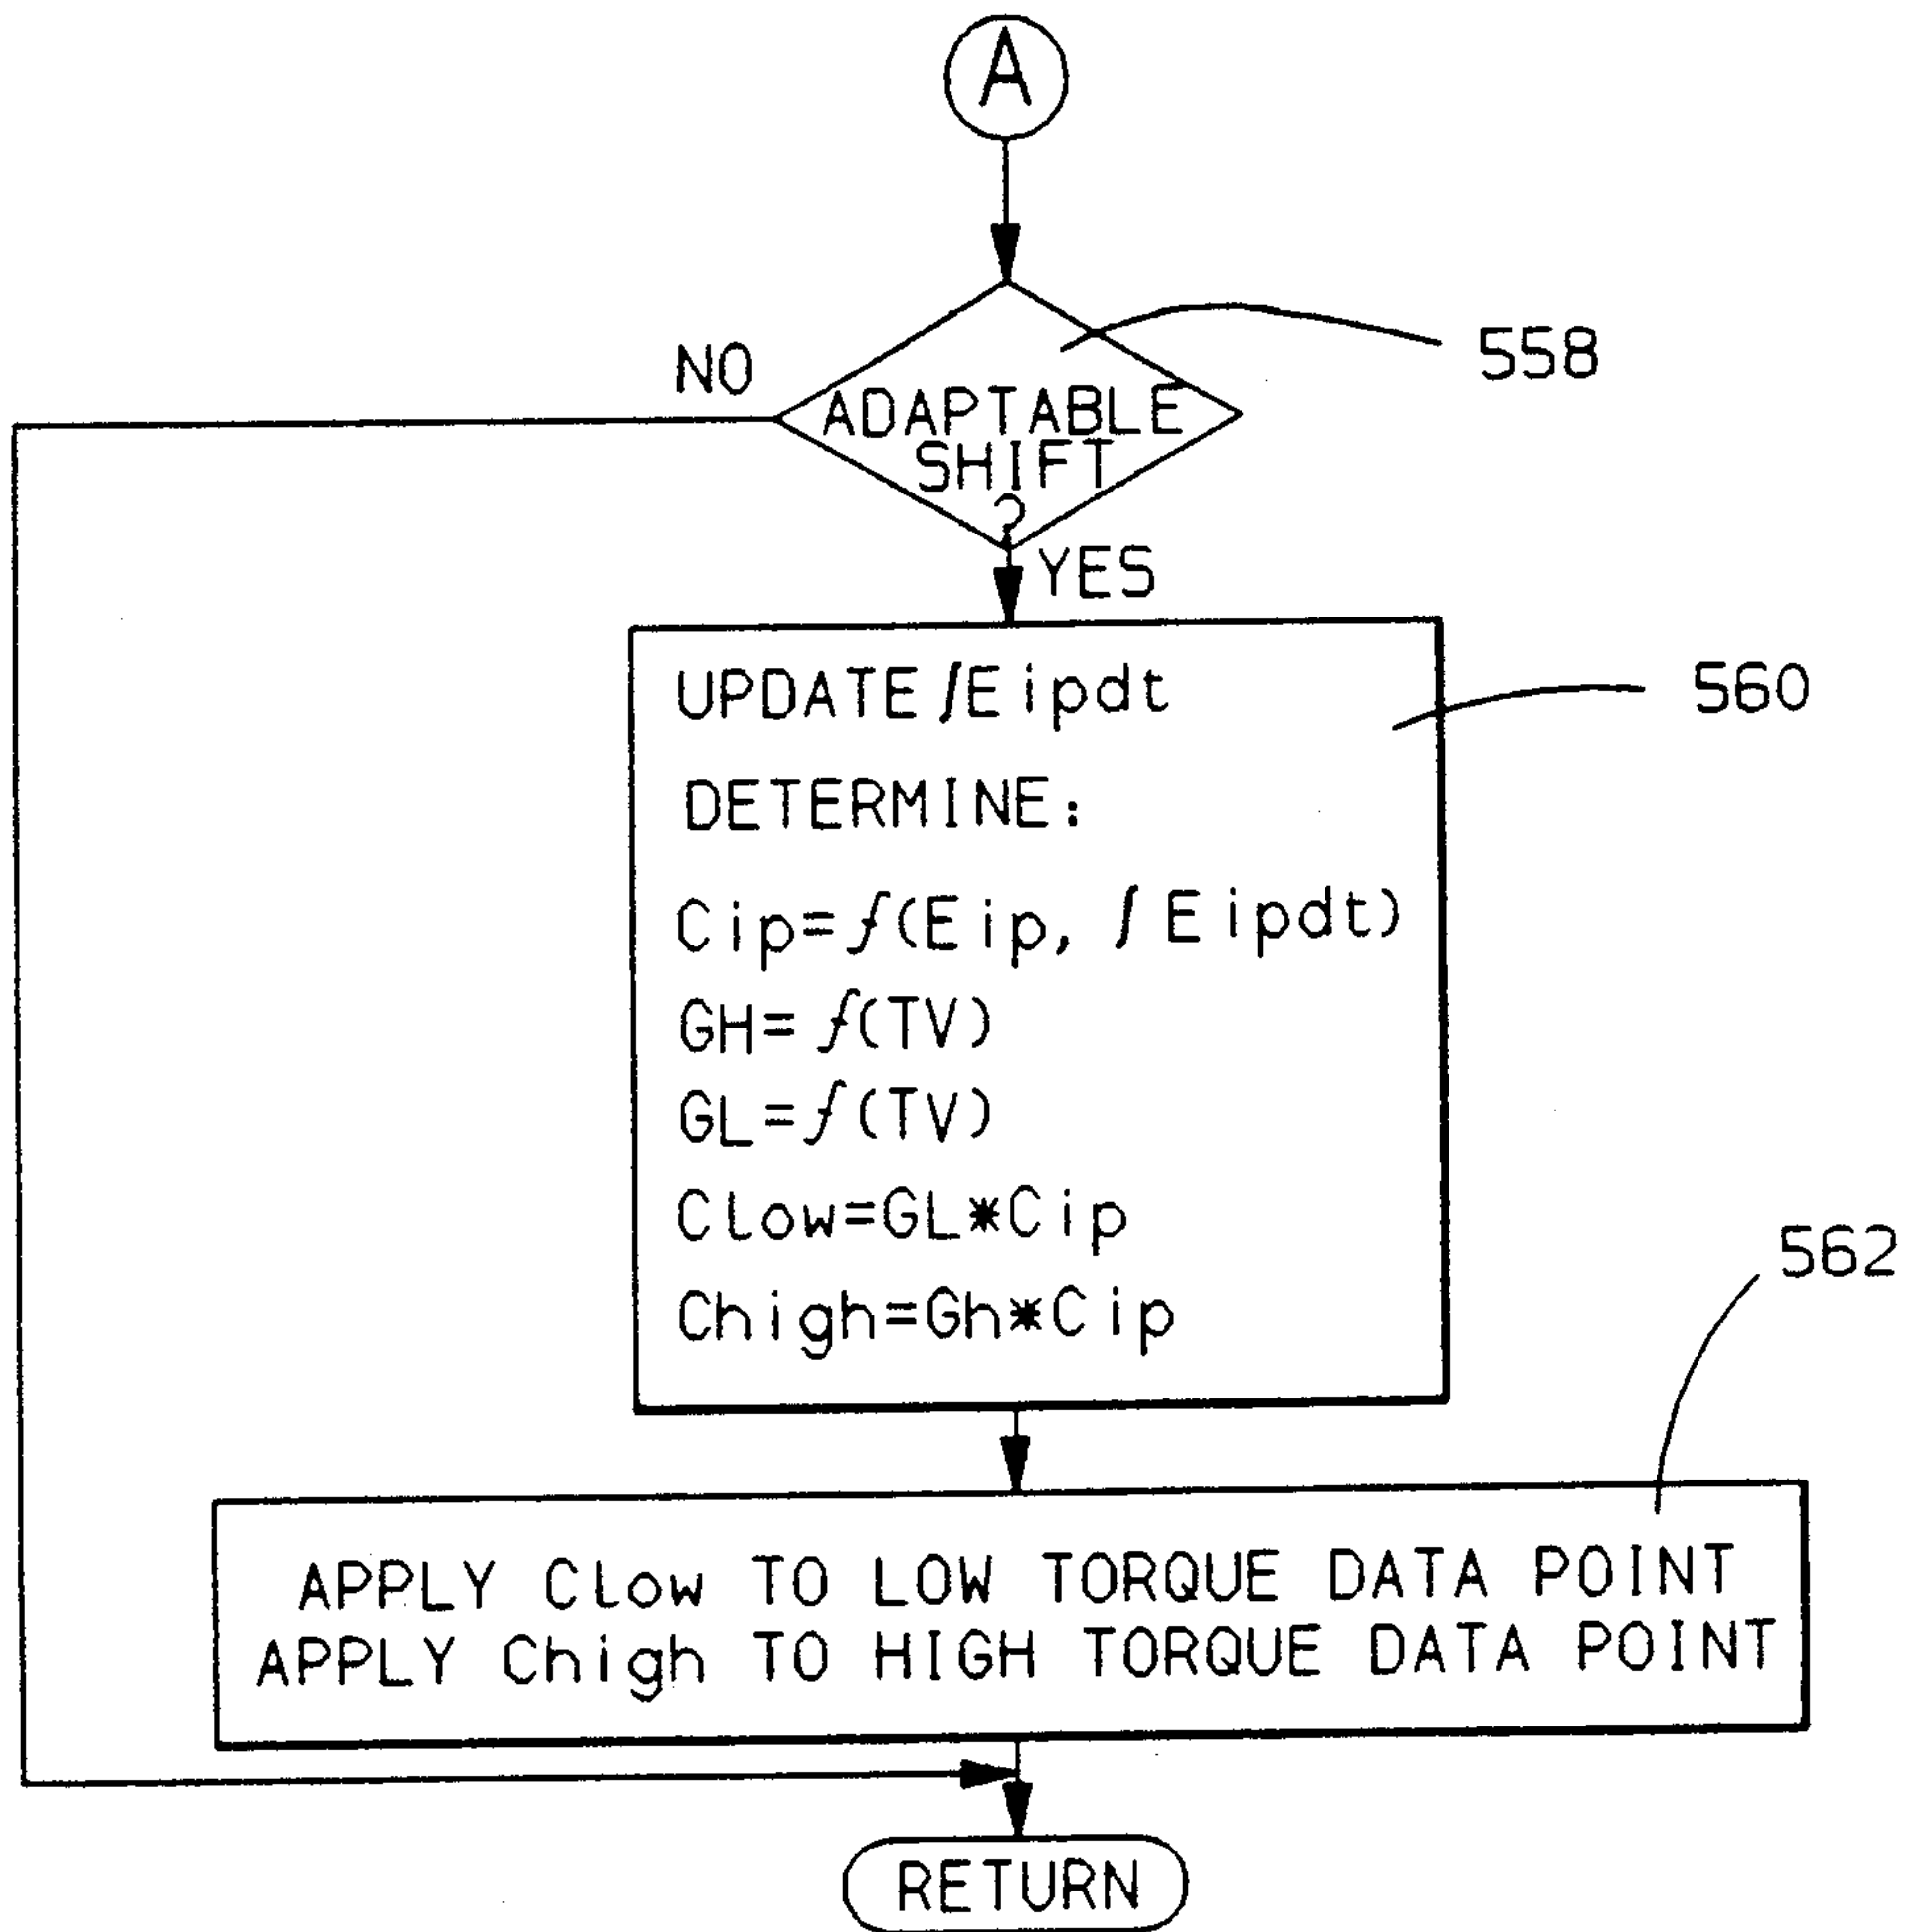 A
NO
558
ADAPTABLE
SHIFT
?
YES
UPDATE ∫Eipdt
560
DETERMINE:
Cip=f(Eip, ∫Eipdt)
GH=f(TV)
GL=f(TV)
Clow=GL*Cip
562
Chigh=Gh*Cip
APPLY Clow TO LOW TORQUE DATA POINT
APPLY Chigh TO HIGH TORQUE DATA POINT
RETURN